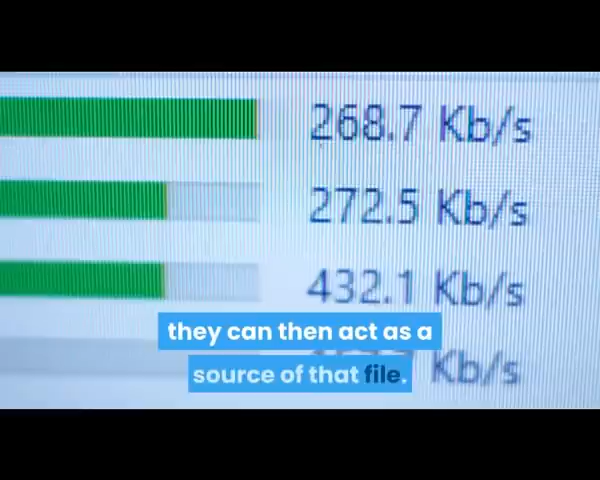 268.7 Kb/s
272.5 Kb/s
432.1 Kb/s
they can then act as a
source of that file.
Kb/s